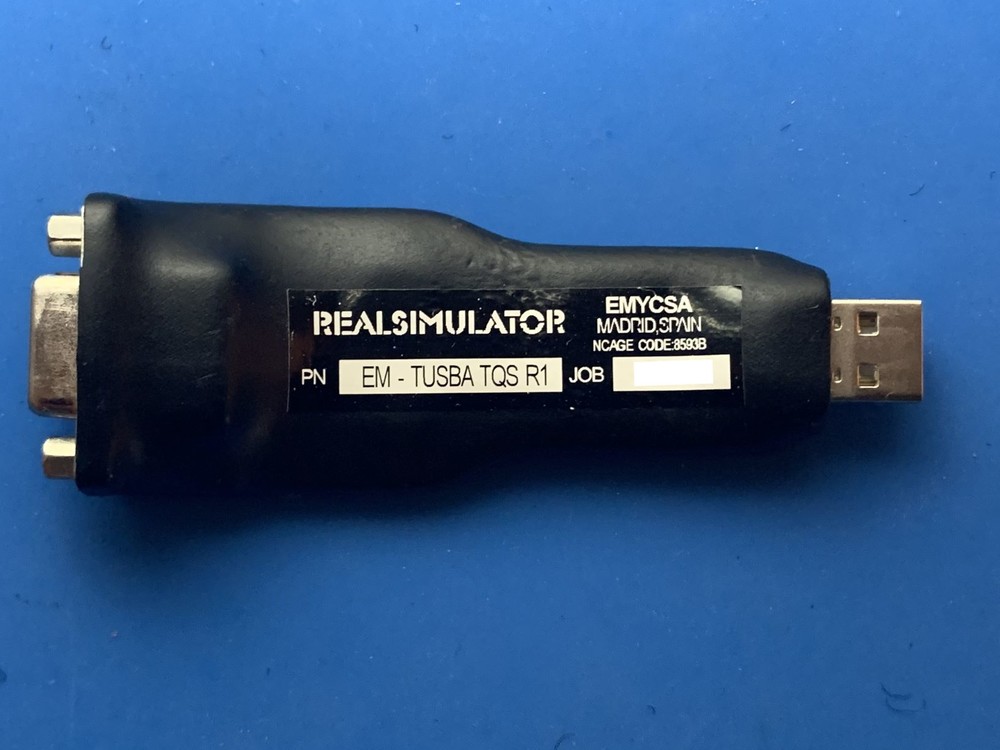 REALSIMULATOR
EMYCSA
MADRID,SPAIN
NCAGE CODE:8593B
PN EM - TUSBA TQS R1 JOB